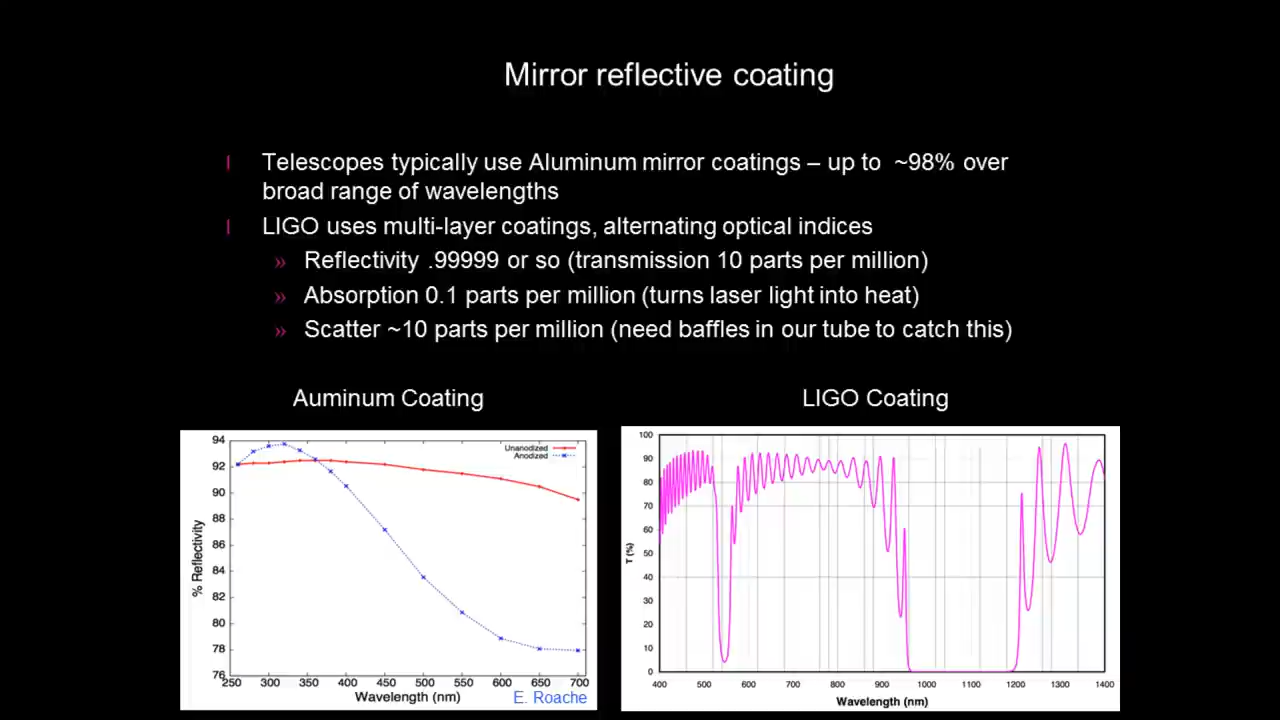 Mirror reflective coating
Telescopes typically use Aluminum mirror coatings – up to ~98% over
broad range of wavelengths
LIGO uses multi-layer coatings, alternating optical indices
» Reflectivity .99999 or so (transmission 10 parts per million)
» Absorption 0.1 parts per million (turns laser light into heat)
» Scatter ~10 parts per million (need baffles in our tube to catch this)
Auminum Coating
94
92
90
88
86
84
82
80
78
76
% Reflectivity
Unanodized
Anodized
250 300 350 400 450 500 550 600 650 700
Wavelength (nm)
E. Roache
LIGO Coating
100
90
80
70
60
50
40
30
20
10
0
T (%)
400 500 600 700 800 900 1000 1100 1200 1300 1400
Wavelength (nm)